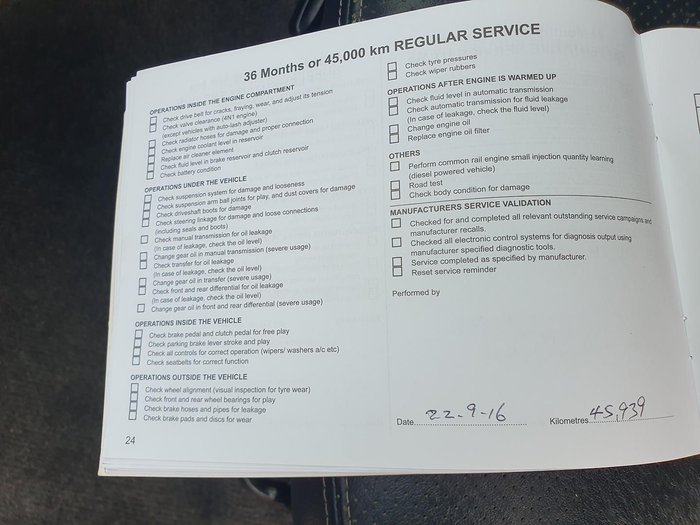 36 Months or 45,000 km REGULAR SERVICE
OPERATIONS INSIDE THE ENGINE COMPARTMENT
Check drive belt for cracks, fraying, wear, and adjust its tension
Check valve clearance (4N1 engine)
(except vehicles with auto-lash adjuster)
Check radiator hoses for damage and proper connection
Check engine coolant level in reservoir
Replace air cleaner element
Check fluid level in brake reservoir and clutch reservoir
Check battery condition
OPERATIONS UNDER THE VEHICLE
Check suspension system for damage and looseness
Check suspension arm ball joints for play, and dust covers for damage
Check driveshaft boots for damage
Check steering linkage for damage and loose connections
(including seals and boots)
Check manual transmission for oil leakage
(In case of leakage, check the oil level)
Change gear oil in manual transmission (severe usage)
Check transfer for oil leakage
(In case of leakage, check the oil level)
Change gear oil in transfer (severe usage)
Check front and rear differential for oil leakage
(In case of leakage, check the oil level)
Change gear oil in front and rear differential (severe usage)
OPERATIONS INSIDE THE VEHICLE
Check brake pedal and clutch pedal for free play
Check parking brake lever stroke and play
Check all controls for correct operation (wipers/ washers a/c etc)
Check seatbelts for correct function
OPERATIONS OUTSIDE THE VEHICLE
Check wheel alignment (visual inspection for tyre wear)
Check front and rear wheel bearings for play
Check brake hoses and pipes for leakage
Check brake pads and discs for wear
24
Check tyre pressures
Check wiper rubbers
OPERATIONS AFTER ENGINE IS WARMED UP
Check fluid level in automatic transmission
Check automatic transmission for fluid leakage
(In case of leakage, check the fluid level)
Change engine oil
Replace engine oil filter
OTHERS
Perform common rail engine small injection quantity learning
(diesel powered vehicle)
Road test
Check body condition for damage
MANUFACTURERS SERVICE VALIDATION
Checked for and completed all relevant outstanding service campaigns and
manufacturer recalls.
Checked all electronic control systems for diagnosis output using
manufacturer specified diagnostic tools.
Service completed as specified by manufacturer.
Reset service reminder
Performed by
Date 22-9-16 Kilometres 45,939